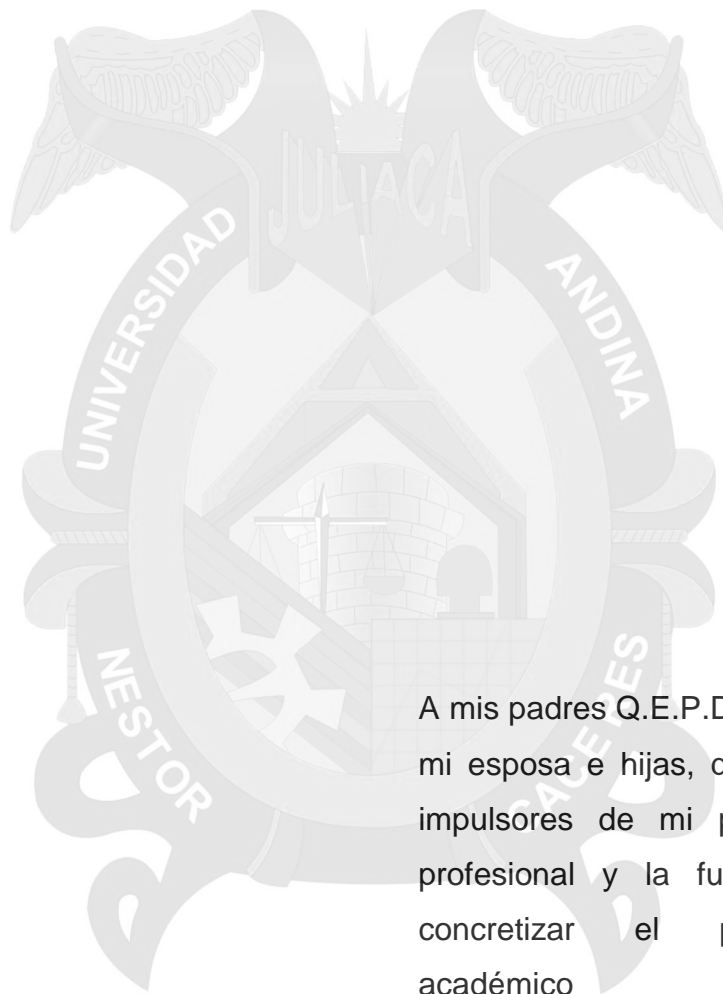 JULIACA
UNIVERSIDAD
ANDINA
NESTOR
CACERES
A mis padres Q.E.P.D
mi esposa e hijas,
impulsores de mi
profesional y la
concretizar el
académico